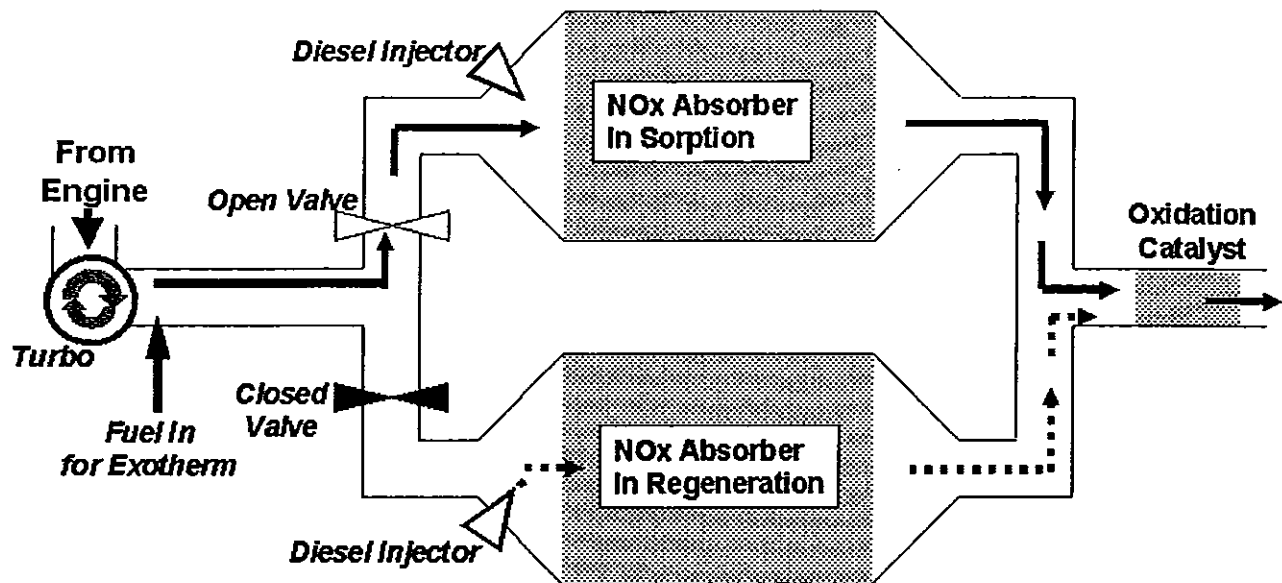 Diesel Injector
NOx Absorber
In Sorption
From
Engine
Open Valve
Oxidation
Catalyst
Turbo
Closed
Valve
Fuel In
for Exotherm
NOx Absorber
In Regeneration
Diesel Injector